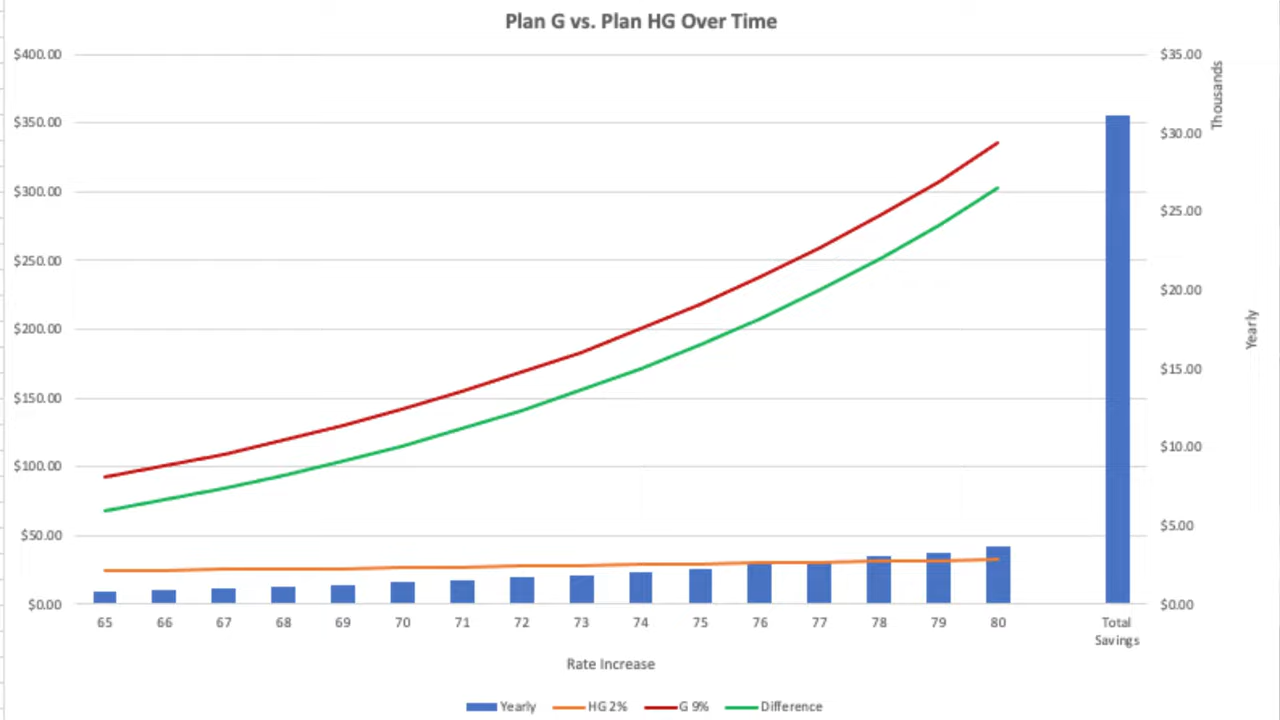 Plan G vs. Plan HG Over Time
$400.00
$350.00
$300.00
$250.00
$200.00
$150.00
$100.00
$50.00
$0.00
$35.00
$30.00
$25.00
$20.00
$15.00
$10.00
$5.00
$0.00
Thousands
Yearly
65 66 67 68 69 70 71 72 73 74 75 76 77 78 79 80 Total
Savings
Rate Increase
Yearly HG 2% G 9% Difference